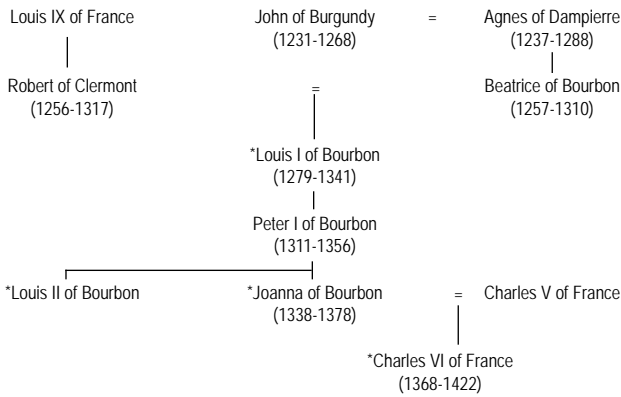 Louis IX of France
John of Burgundy = Agnes of Dampierre
(1231-1268) (1237-1288)
Robert of Clermont = Beatrice of Bourbon
(1256-1317) (1257-1310)
*Louis I of Bourbon
(1279-1341)
Peter I of Bourbon
(1311-1356)
*Louis II of Bourbon *Joanna of Bourbon = Charles V of France
(1338-1378)
*Charles VI of France
(1368-1422)